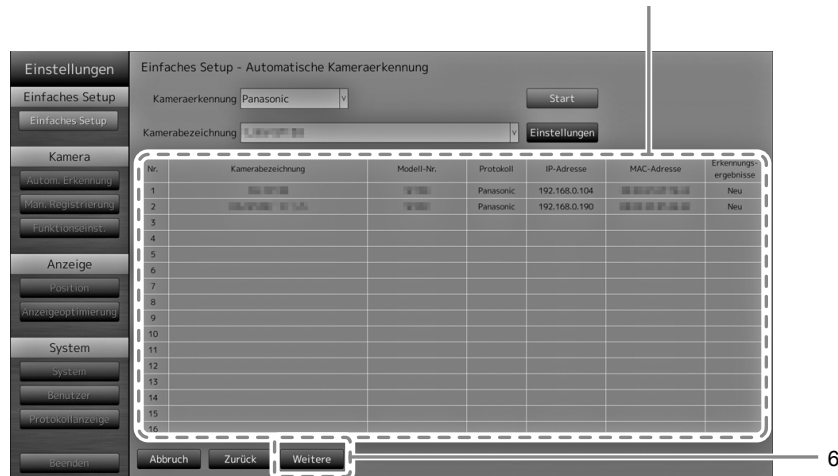 Einstellungen
Einfaches Setup
Einfaches Setup
Kamera
Autom. Erkennung
Man. Registrierung
Funktionseinst.
Anzeige
Position
Anzeigeoptimierung
System
System
Benutzer
Protokollanzeige
Beenden
Einfaches Setup - Automatische Kameraerkennung
Kameraerkennung Panasonic Start
Kamerabezeichnung Einstellungen
Nr. Kamerabezeichnung Modell-Nr. Protokoll IP-Adresse MAC-Adresse Erkennungs-
ergebnisse
1 Panasonic 192.168.0.104 Neu
2 Panasonic 192.168.0.190 Neu
3
4
5
6
7
8
9
10
11
12
13
14
15
16
Abbruch Zurück Weitere
6